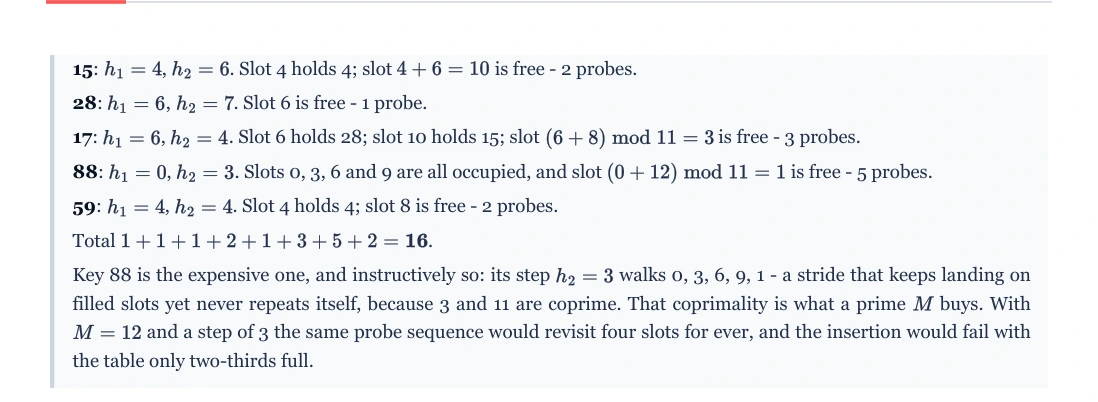 15: h₁ = 4, h₂ = 6. Slot 4 holds 4; slot 4 + 6 = 10 is free - 2 probes.
28: h₁ = 6, h₂ = 7. Slot 6 is free - 1 probe.
17: h₁ = 6, h₂ = 4. Slot 6 holds 28; slot 10 holds 15; slot (6 + 8) mod 11 = 3 is free - 3 probes.
88: h₁ = 0, h₂ = 3. Slots 0, 3, 6 and 9 are all occupied, and slot (0 + 12) mod 11 = 1 is free - 5 probes.
59: h₁ = 4, h₂ = 4. Slot 4 holds 4; slot 8 is free - 2 probes.
Total 1 + 1 + 1 + 2 + 1 + 3 + 5 + 2 = 16.
Key 88 is the expensive one, and instructively so: its step h₂ = 3 walks 0, 3, 6, 9, 1 - a stride that keeps landing on
filled slots yet never repeats itself, because 3 and 11 are coprime. That coprimality is what a prime M buys. With
M = 12 and a step of 3 the same probe sequence would revisit four slots for ever, and the insertion would fail with
the table only two-thirds full.